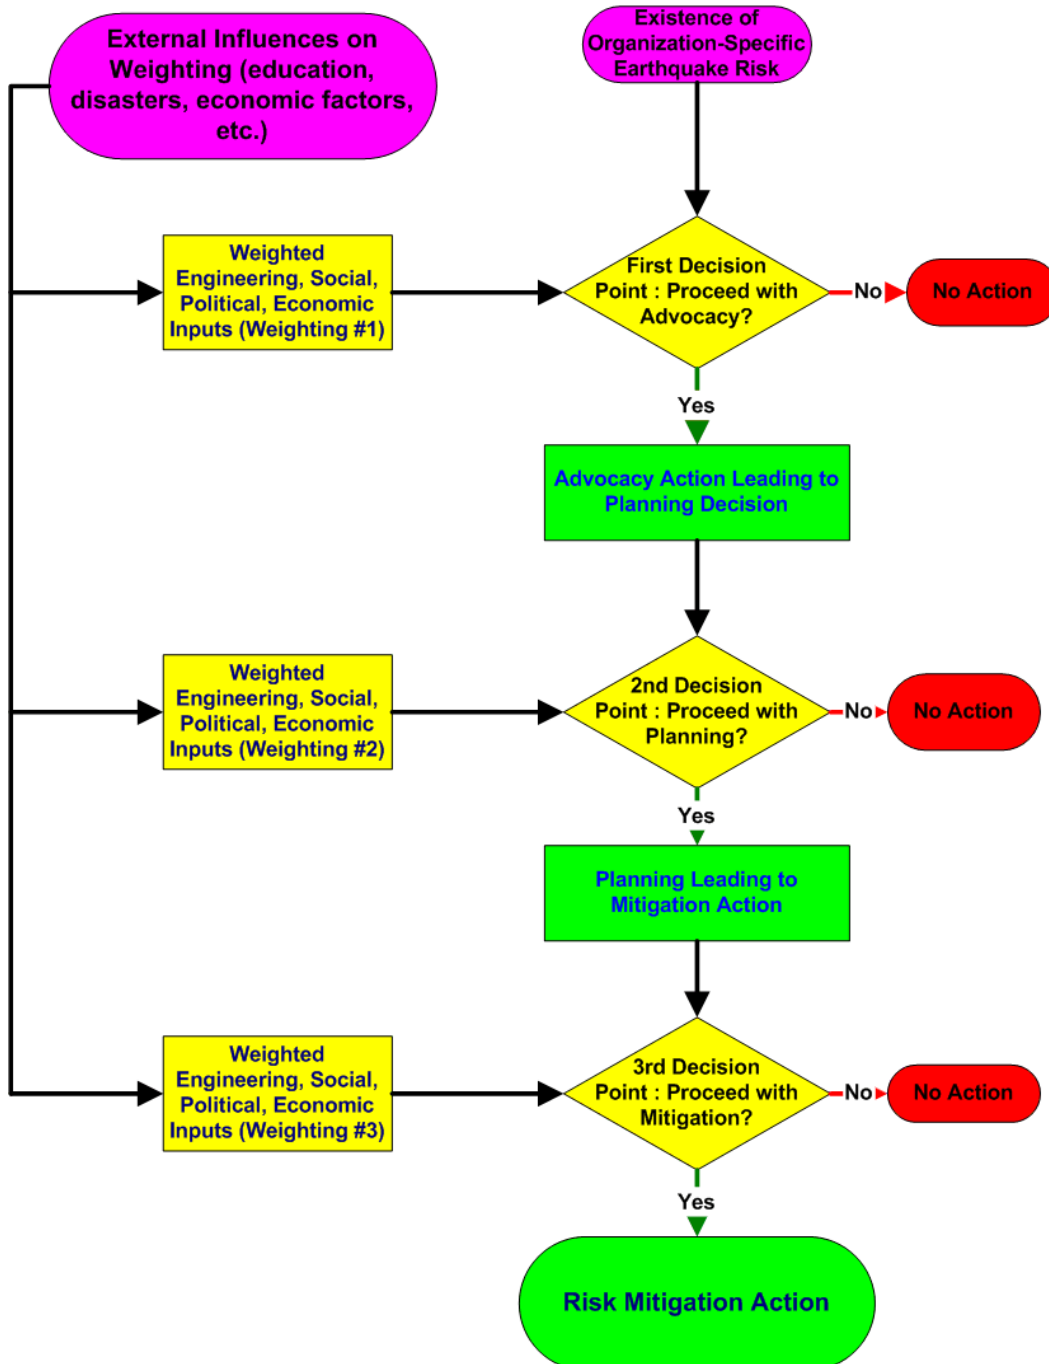 External Influences on
Weighting (education,
disasters, economic factors,
etc.)
Existence of
Organization-Specific
Earthquake Risk
Weighted
Engineering, Social,
Political, Economic
Inputs (Weighting #1)
First Decision
Point : Proceed with
Advocacy?
No
No Action
Yes
Advocacy Action Leading to
Planning Decision
Weighted
Engineering, Social,
Political, Economic
Inputs (Weighting #2)
2nd Decision
Point : Proceed with
Planning?
No
No Action
Yes
Planning Leading to
Mitigation Action
Weighted
Engineering, Social,
Political, Economic
Inputs (Weighting #3)
3rd Decision
Point : Proceed with
Mitigation?
No
No Action
Yes
Risk Mitigation Action